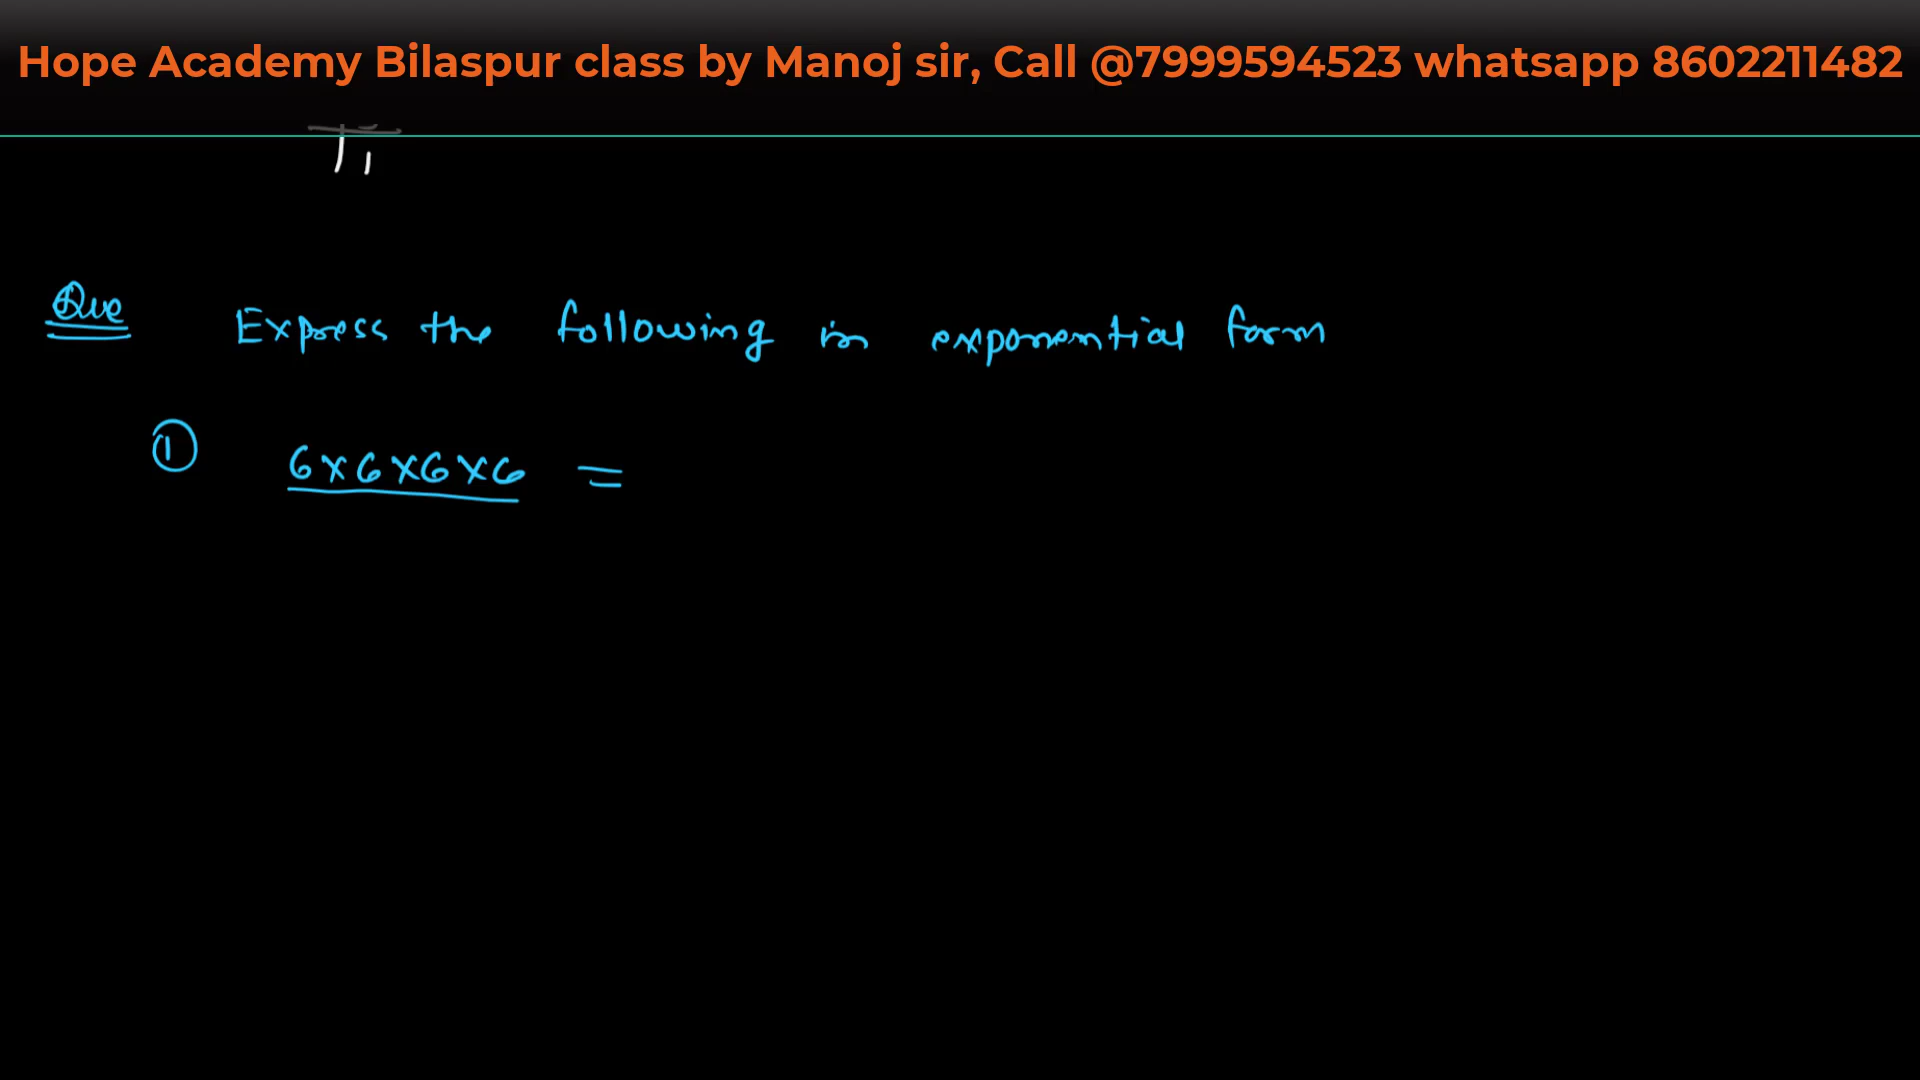 Hope Academy Bilaspur class by Manoj sir, Call @7999594523 whatsapp 8602211482
Que Express the following in exponential form
① 6×6×6×6 =